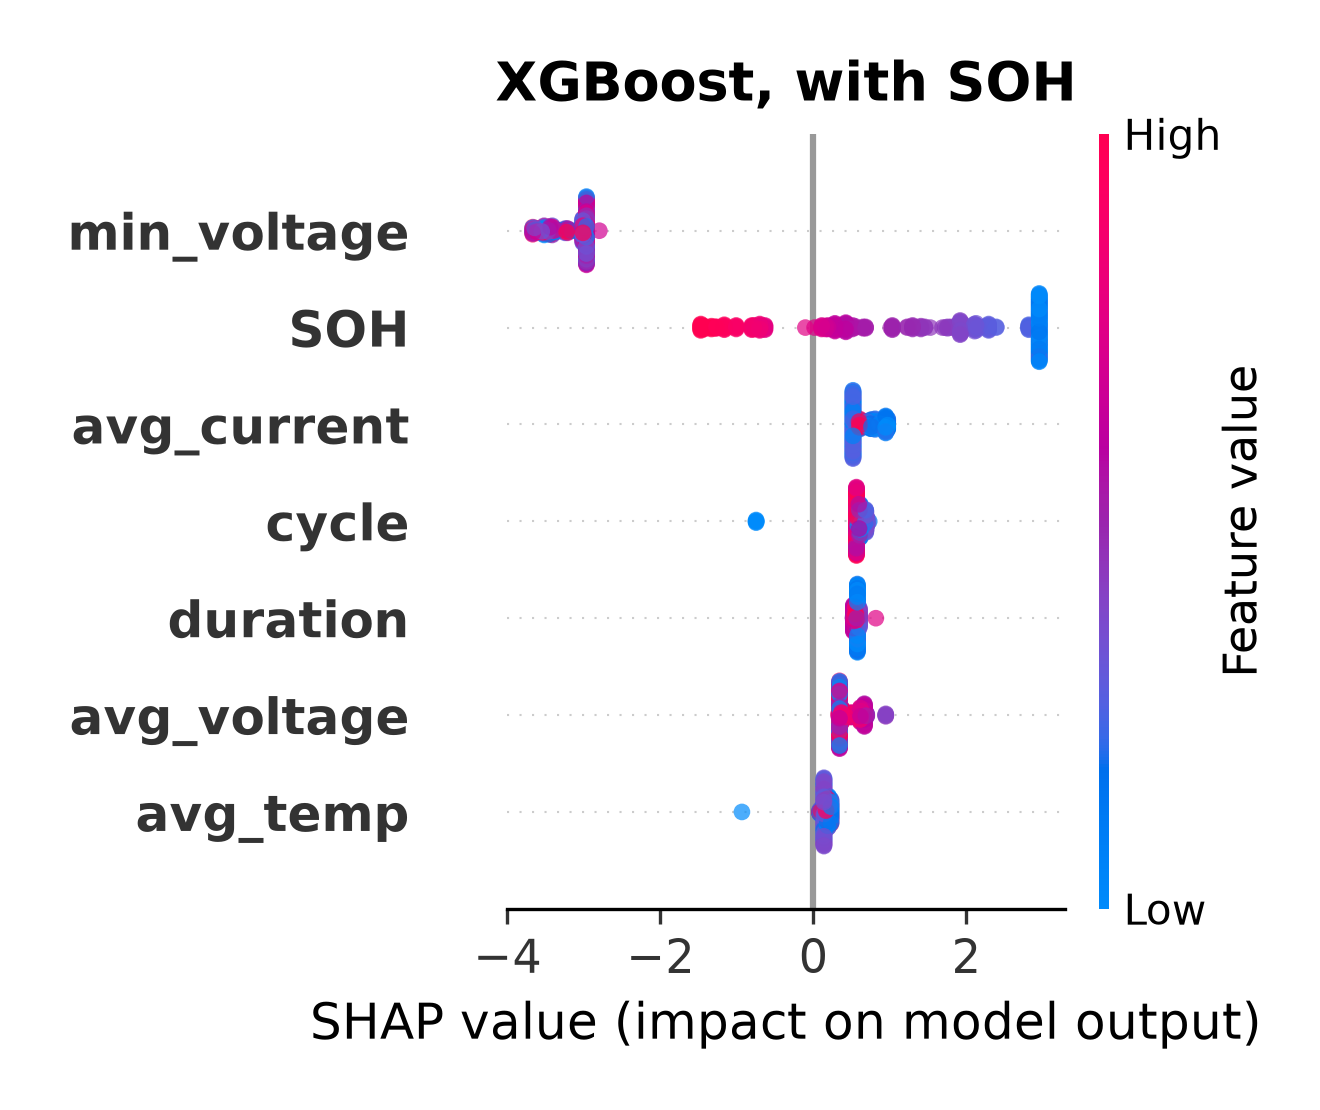 XGBoost, with SOH
High
min_voltage
SOH
avg_current
cycle
duration
avg_voltage
avg_temp
Feature value
Low
−4 −2 0 2
SHAP value (impact on model output)